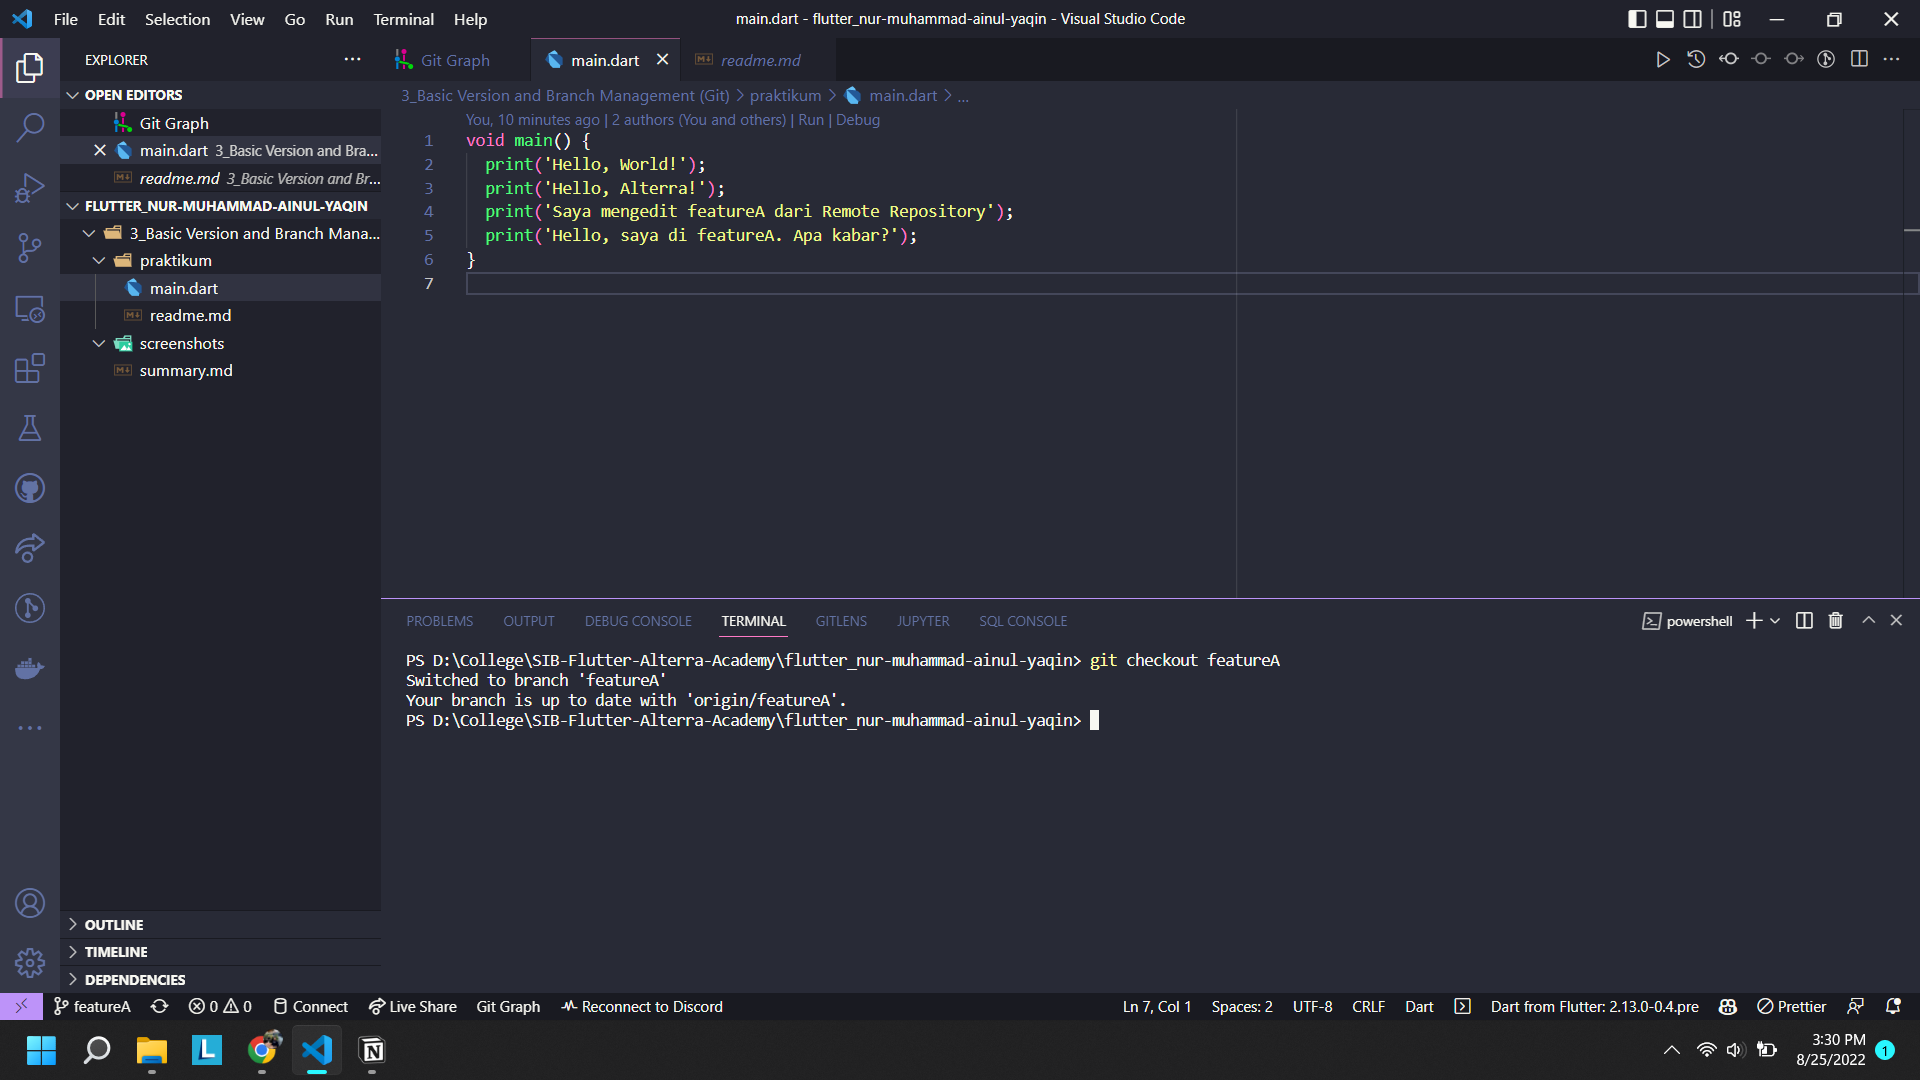 File Edit Selection View Go Run Terminal Help
main.dart - flutter_nur-muhammad-ainul-yaqin - Visual Studio Code
EXPLORER
OPEN EDITORS
Git Graph
main.dart 3_Basic Version and Bra...
readme.md 3_Basic Version and Br...
FLUTTER_NUR-MUHAMMAD-AINUL-YAQIN
3_Basic Version and Branch Mana...
praktikum
main.dart
readme.md
screenshots
summary.md
OUTLINE
TIMELINE
DEPENDENCIES
Git Graph
main.dart
readme.md
3_Basic Version and Branch Management (Git) > praktikum > main.dart > ...
You, 10 minutes ago | 2 authors (You and others) | Run | Debug
1 void main() {
2 print('Hello, World!');
3 print('Hello, Alterra!');
4 print('Saya mengedit featureA dari Remote Repository');
5 print('Hello, saya di featureA. Apa kabar?');
6 }
7
PROBLEMS OUTPUT DEBUG CONSOLE TERMINAL GITLENS JUPYTER SQL CONSOLE
powershell
PS D:\College\SIB-Flutter-Alterra-Academy\flutter_nur-muhammad-ainul-yaqin> git checkout featureA
Switched to branch 'featureA'
Your branch is up to date with 'origin/featureA'.
PS D:\College\SIB-Flutter-Alterra-Academy\flutter_nur-muhammad-ainul-yaqin>
featureA 0 0 Connect Live Share Git Graph Reconnect to Discord
Ln 7, Col 1 Spaces: 2 UTF-8 CRLF Dart Dart from Flutter: 2.13.0-0.4.pre Prettier
L
N
3:30 PM
8/25/2022
1